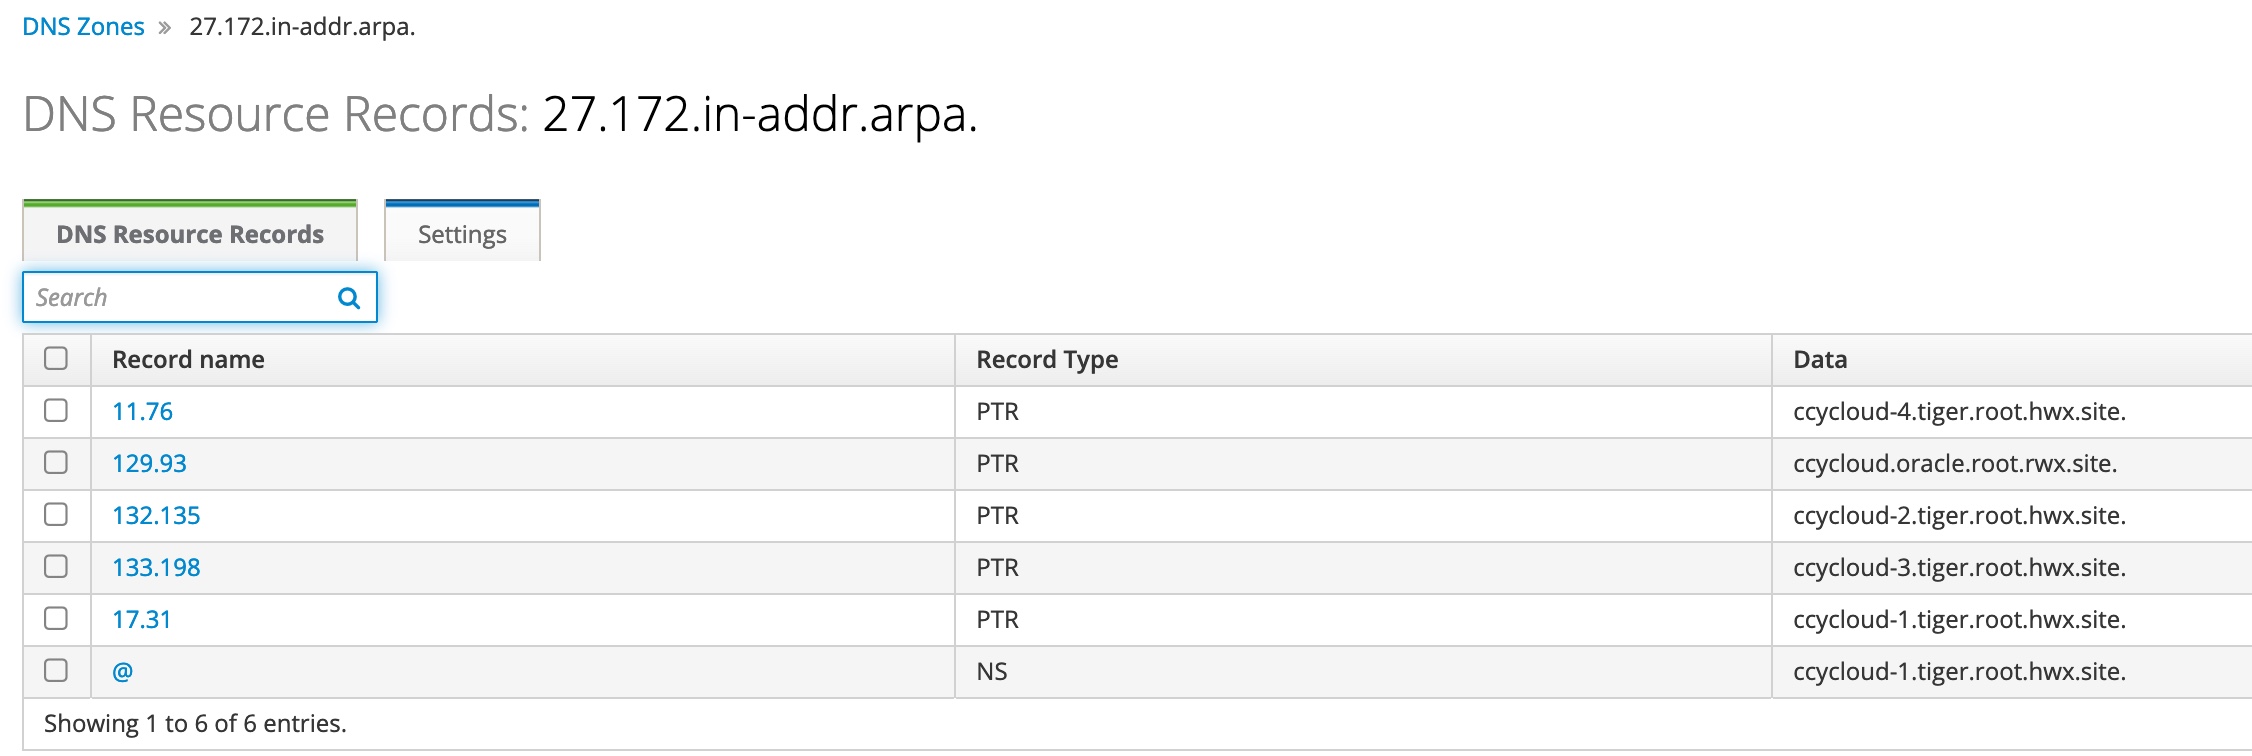 DNS Zones » 27.172.in-addr.arpa.
DNS Resource Records: 27.172.in-addr.arpa.
DNS Resource Records Settings
Search
Record name Record Type Data
11.76 PTR ccycloud-4.tiger.root.hwx.site.
129.93 PTR ccycloud.oracle.root.rwx.site.
132.135 PTR ccycloud-2.tiger.root.hwx.site.
133.198 PTR ccycloud-3.tiger.root.hwx.site.
17.31 PTR ccycloud-1.tiger.root.hwx.site.
@ NS ccycloud-1.tiger.root.hwx.site.
Showing 1 to 6 of 6 entries.